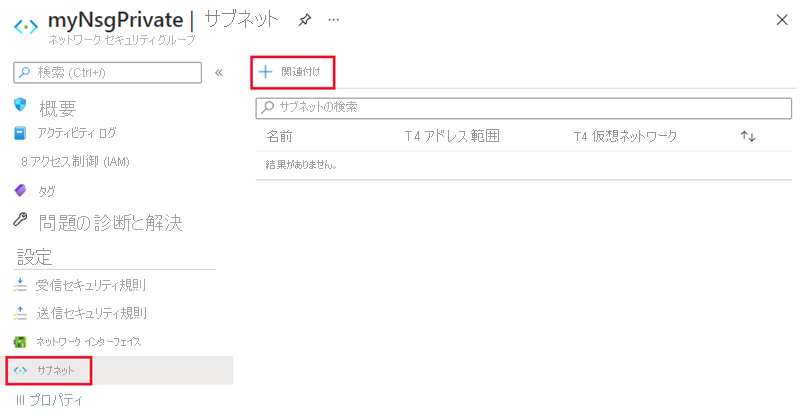 myNsgPrivate | サブネット
ネットワーク セキュリティグループ
検索 (Ctrl+/)
概要
アクティビティ ログ
8 アクセス制御 (IAM)
タグ
問題の診断と解決
設定
受信セキュリティ規則
送信セキュリティ規則
ネットワーク インターフェイス
サブネット
プロパティ
+ 関連付け
サブネットの検索
名前 T4 アドレス範囲 T4 仮想ネットワーク
結果がありません。